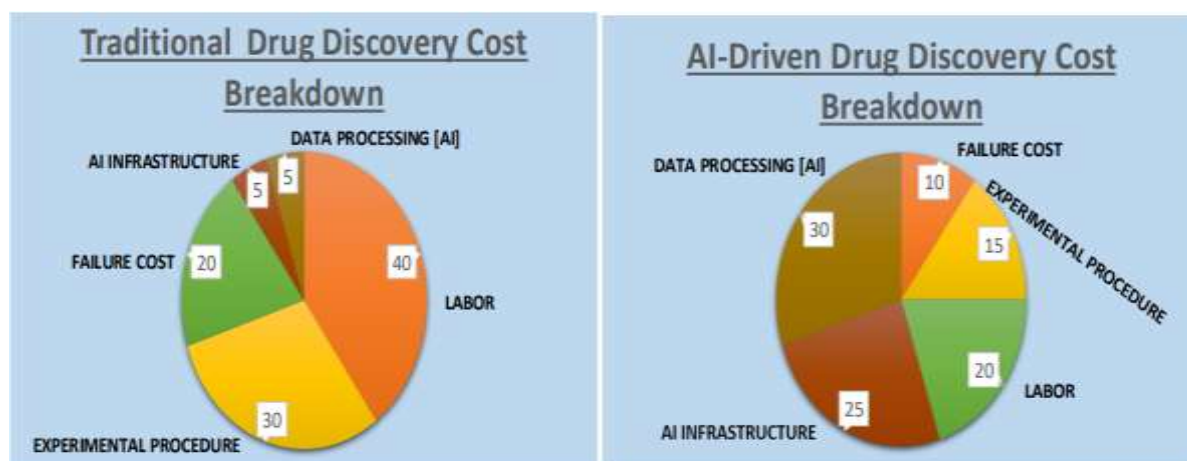 Traditional Drug Discovery Cost
Breakdown
DATA PROCESSING [AI]
AI INFRASTRUCTURE
5
5
FAILURE COST
20
40
LABOR
30
EXPERIMENTAL PROCEDURE
AI-Driven Drug Discovery Cost
Breakdown
FAILURE COST
DATA PROCESSING [AI]
10
EXPERIMENTAL PROCEDURE
30
15
20
LABOR
25
AI INFRASTRUCTURE